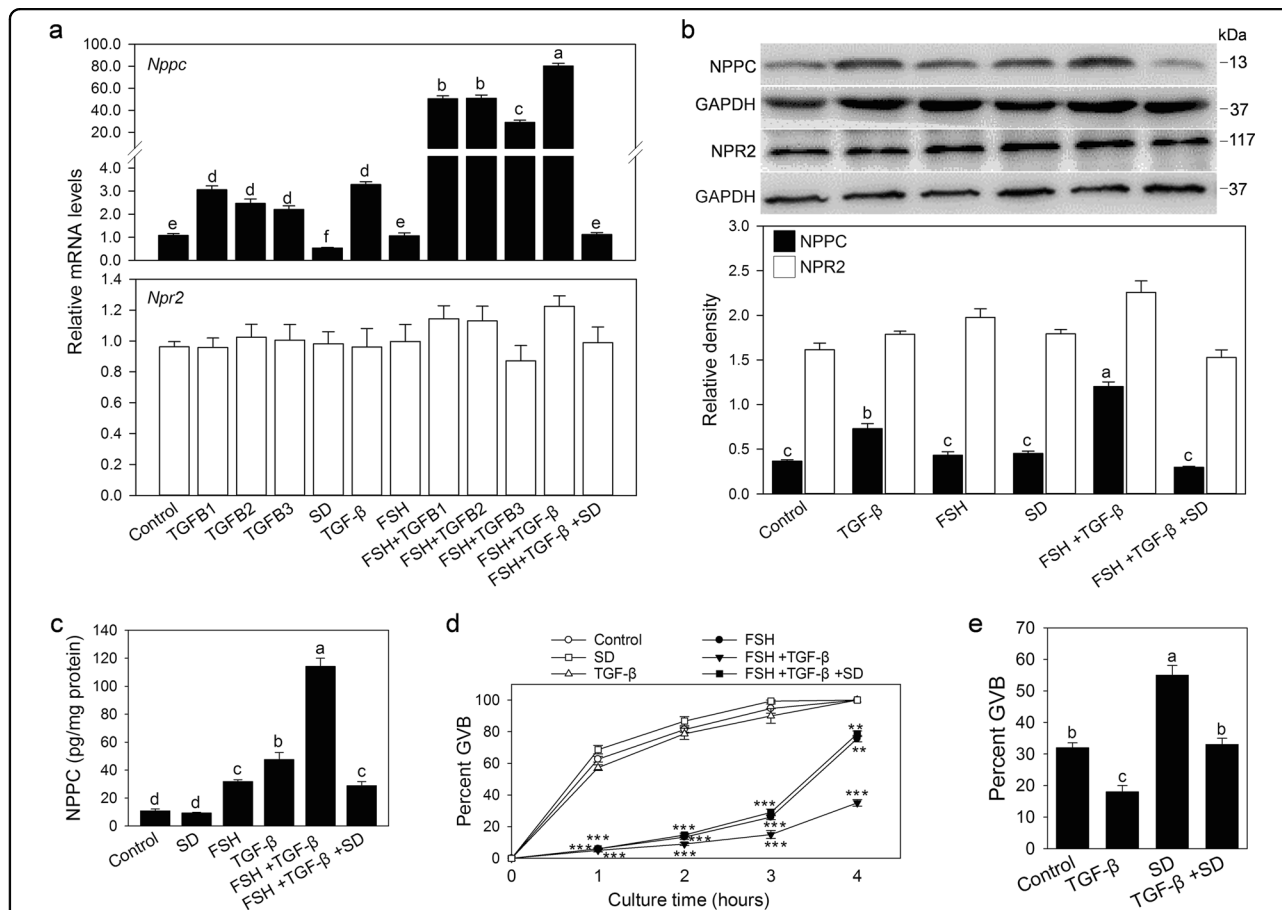 a
Nppc
Relative mRNA levels
100.0
80.0
60.0
40.0
20.0
4.0
3.0
2.0
1.0
0.0
e
d
d
d
f
d
e
b
b
c
a
e
Npr2
1.4
1.2
1.0
0.8
0.6
0.4
0.2
0.0
Control
TGFB1
TGFB2
TGFB3
SD
TGF-β
FSH
FSH+TGFB1
FSH+TGFB2
FSH+TGFB3
FSH+TGF-β
FSH+TGF-β +SD
b
kDa
NPPC
–13
GAPDH
–37
NPR2
–117
GAPDH
–37
NPPC
NPR2
Relative density
3.0
2.5
2.0
1.5
1.0
0.5
0.0
c
b
c
c
a
c
Control
TGF-β
FSH
SD
FSH +TGF-β
FSH +TGF-β +SD
c
NPPC (pg/mg protein)
140
120
100
80
60
40
20
0
d
d
c
b
a
c
Control
SD
FSH
TGF-β
FSH +TGF-β
FSH +TGF-β +SD
d
Control
SD
TGF-β
FSH
FSH +TGF-β
FSH +TGF-β +SD
Percent GVB
100
80
60
40
20
0
***
***
***
***
***
***
***
***
***
**
**
***
0
1
2
3
4
Culture time (hours)
e
Percent GVB
70
60
50
40
30
20
10
0
b
c
a
b
Control
TGF-β
SD
TGF-β +SD